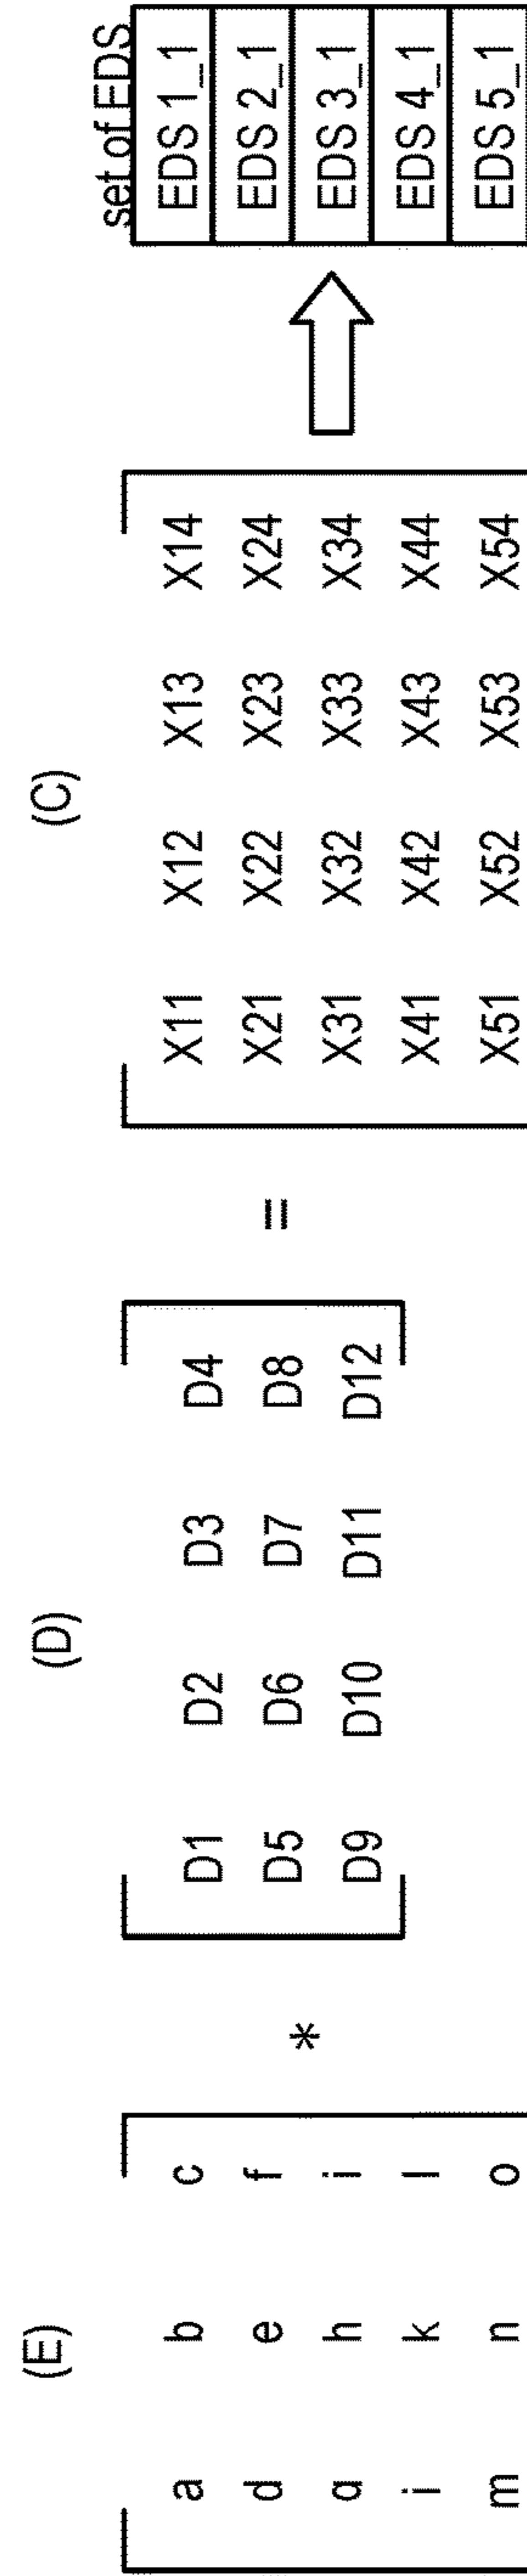 (E)
a b c
d e f
g h i
j k l
m n o
*
(D)
D1 D2 D3 D4
D5 D6 D7 D8
D9 D10 D11 D12
=
(C)
X11 X12 X13 X14
X21 X22 X23 X24
X31 X32 X33 X34
X41 X42 X43 X44
X51 X52 X53 X54
set of EDS
EDS 1_1
EDS 2_1
EDS 3_1
EDS 4_1
EDS 5_1